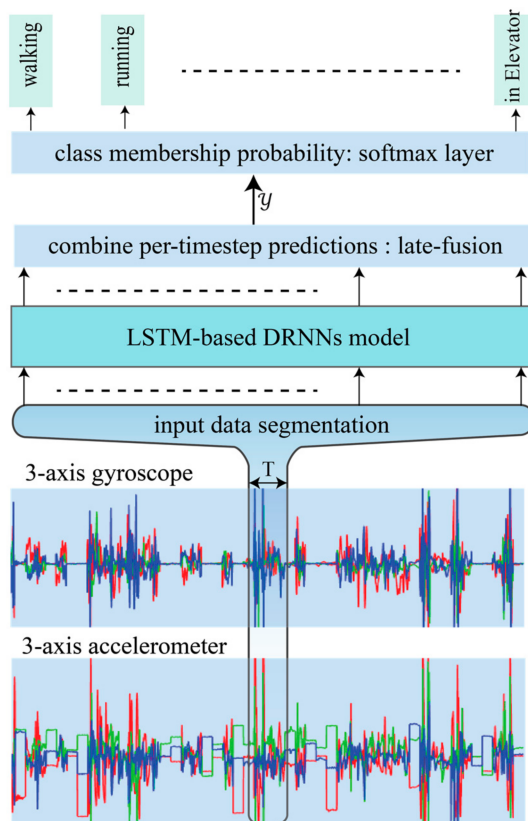 walking
running
in Elevator
class membership probability: softmax layer
y
combine per-timestep predictions : late-fusion
LSTM-based DRNNs model
input data segmentation
T
3-axis gyroscope
3-axis accelerometer